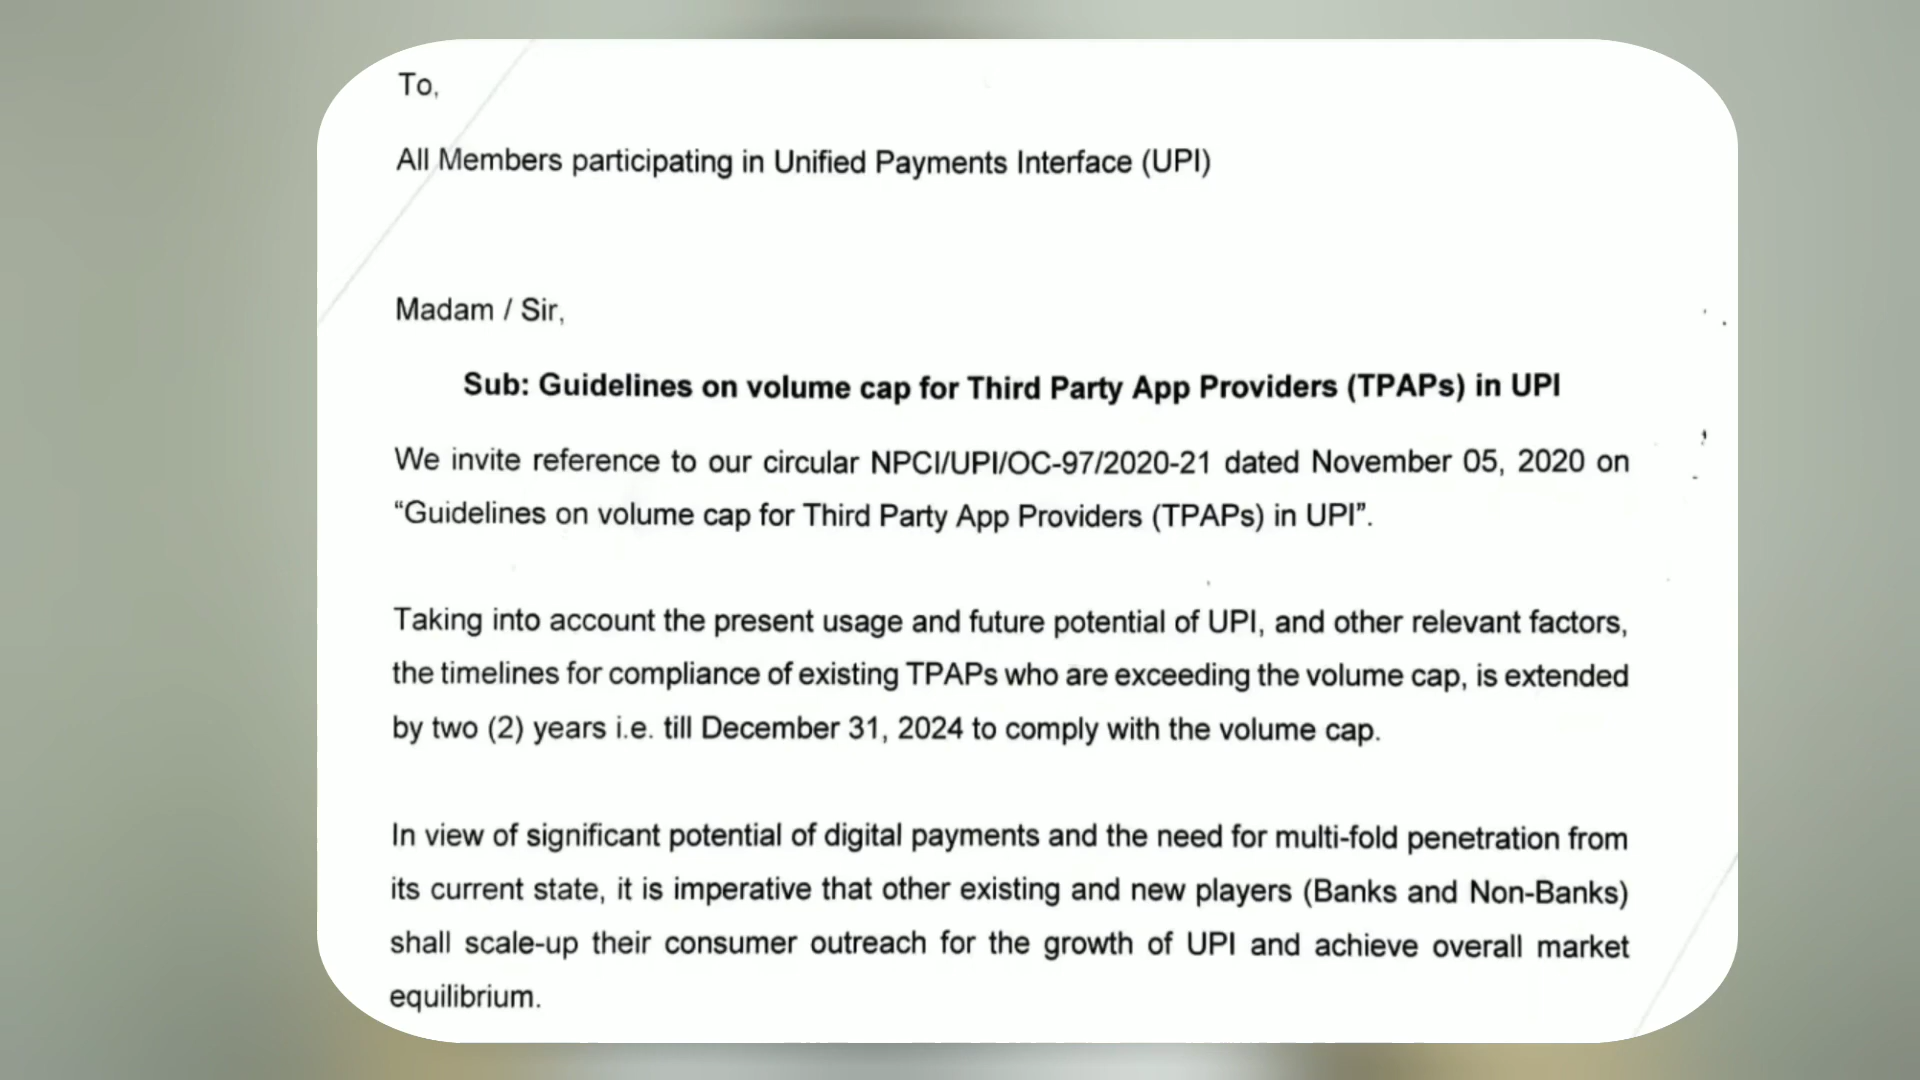 To,
All Members participating in Unified Payments Interface (UPI)
Madam / Sir,
Sub: Guidelines on volume cap for Third Party App Providers (TPAPs) in UPI
We invite reference to our circular NPCI/UPI/OC-97/2020-21 dated November 05, 2020 on
“Guidelines on volume cap for Third Party App Providers (TPAPs) in UPI”.
Taking into account the present usage and future potential of UPI, and other relevant factors,
the timelines for compliance of existing TPAPs who are exceeding the volume cap, is extended
by two (2) years i.e. till December 31, 2024 to comply with the volume cap.
In view of significant potential of digital payments and the need for multi-fold penetration from
its current state, it is imperative that other existing and new players (Banks and Non-Banks)
shall scale-up their consumer outreach for the growth of UPI and achieve overall market
equilibrium.